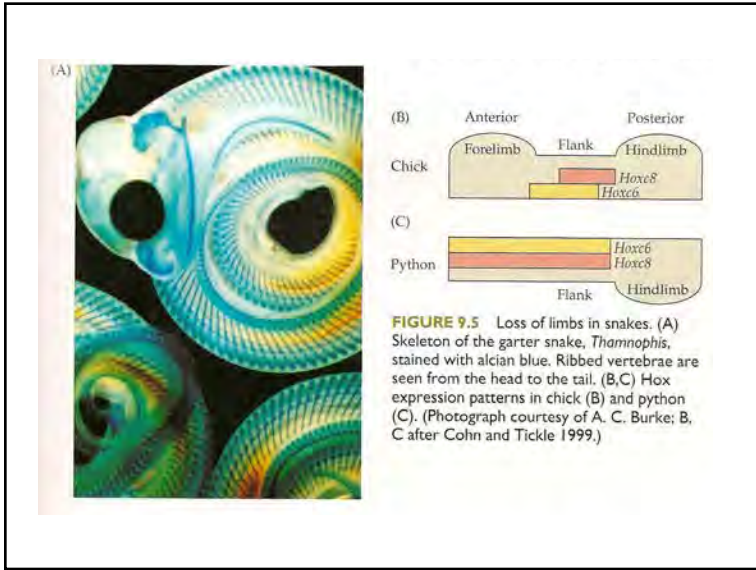 (A)
(B)
Anterior
Posterior
Forelimb
Flank
Hindlimb
Chick
Hoxc8
Hoxc6
(C)
Python
Hoxc6
Hoxc8
Flank
Hindlimb
FIGURE 9.5 Loss of limbs in snakes. (A)
Skeleton of the garter snake, Thamnophis,
stained with alcian blue. Ribbed vertebrae are
seen from the head to the tail. (B,C) Hox
expression patterns in chick (B) and python
(C). (Photograph courtesy of A. C. Burke; B,
C after Cohn and Tickle 1999.)